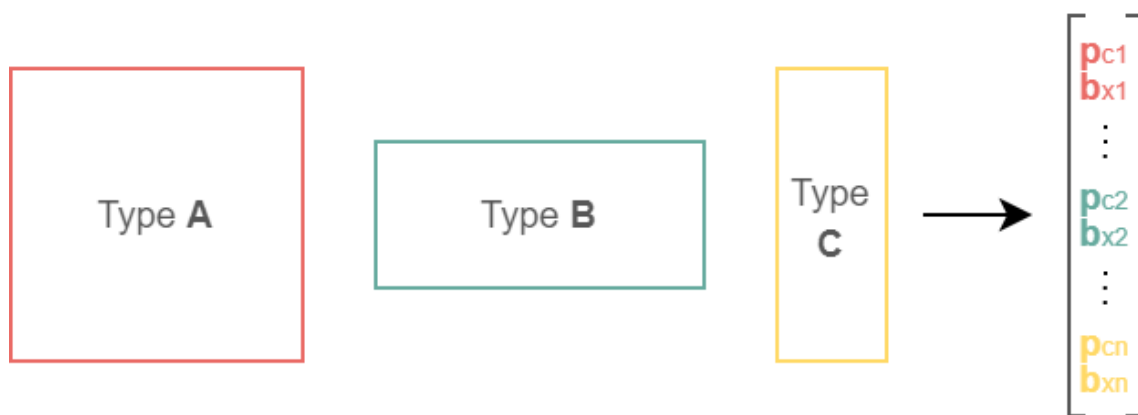 Type A
Type B
Type
C
pc1
bx1
⋮
pc2
bx2
⋮
pcn
bxn